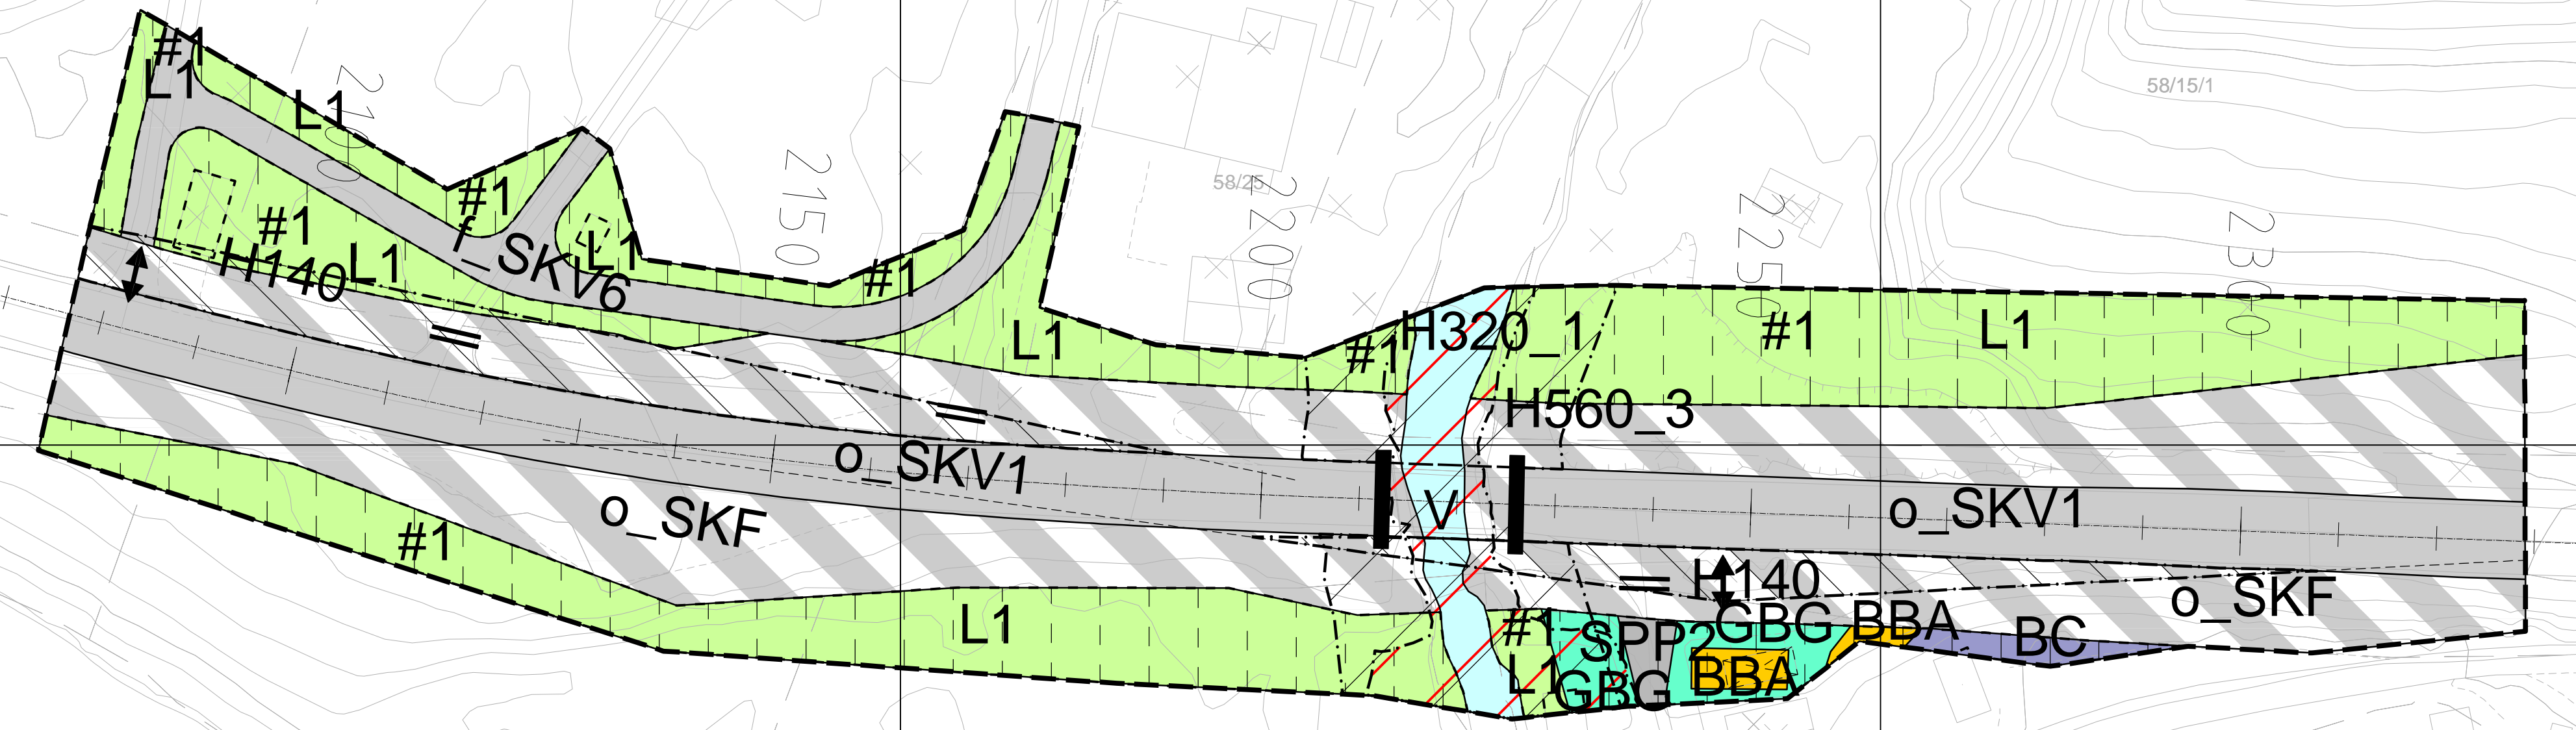 #1
L1
L1
2100
58/15/1
#1
2150
58/25
2200
2250
2300
#1
H140
L1
f_SKV6
L1
#1
L1
#1
H320_1
#1
L1
H560_3
o_SKV1
o_SKF
V
o_SKV1
#1
H140
o_SKF
L1
#1
SPP2
GBG
BBA
BC
L1
GBG
BBA